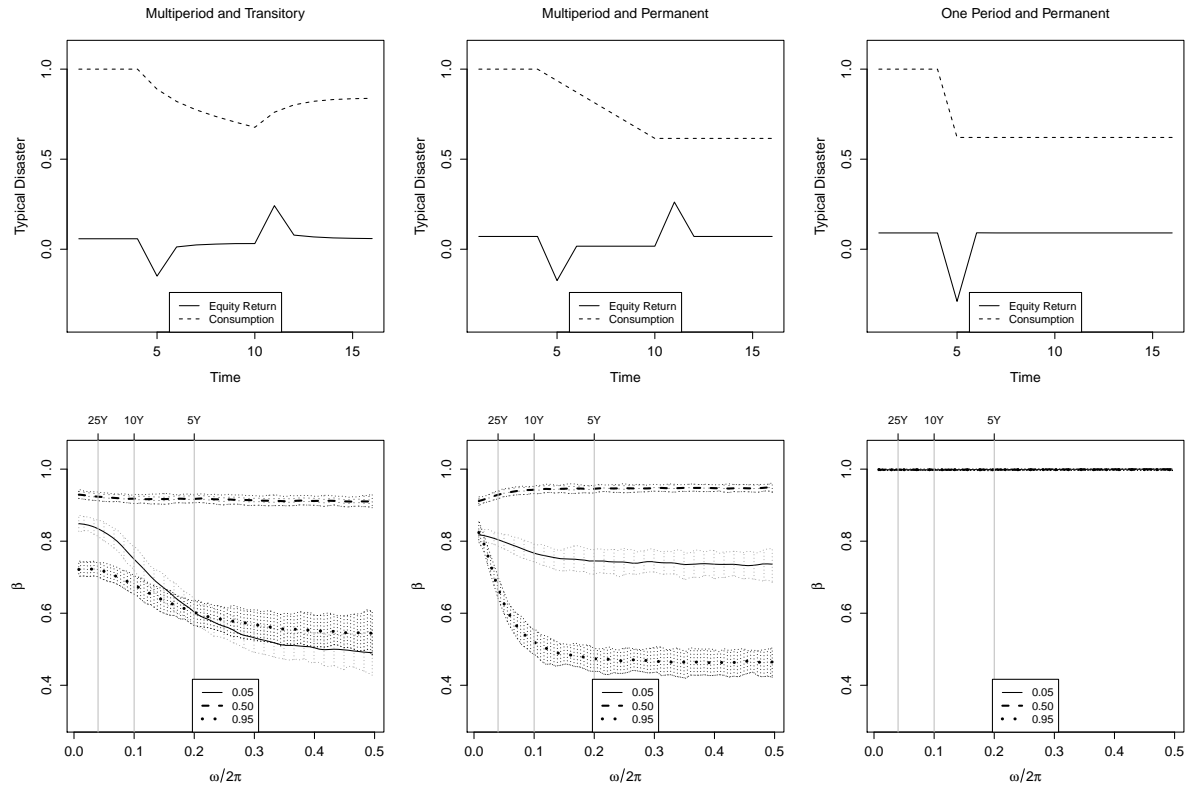 Multiperiod and Transitory
Typical Disaster
0.0 0.5 1.0
Equity Return
Consumption
5 10 15
Time
Multiperiod and Permanent
Typical Disaster
0.0 0.5 1.0
Equity Return
Consumption
5 10 15
Time
One Period and Permanent
Typical Disaster
0.0 0.5 1.0
Equity Return
Consumption
5 10 15
Time
25Y 10Y 5Y
β
0.4 0.6 0.8 1.0
0.05
0.50
0.95
0.0 0.1 0.2 0.3 0.4 0.5
ω/2π
25Y 10Y 5Y
β
0.4 0.6 0.8 1.0
0.05
0.50
0.95
0.0 0.1 0.2 0.3 0.4 0.5
ω/2π
25Y 10Y 5Y
β
0.4 0.6 0.8 1.0
0.05
0.50
0.95
0.0 0.1 0.2 0.3 0.4 0.5
ω/2π